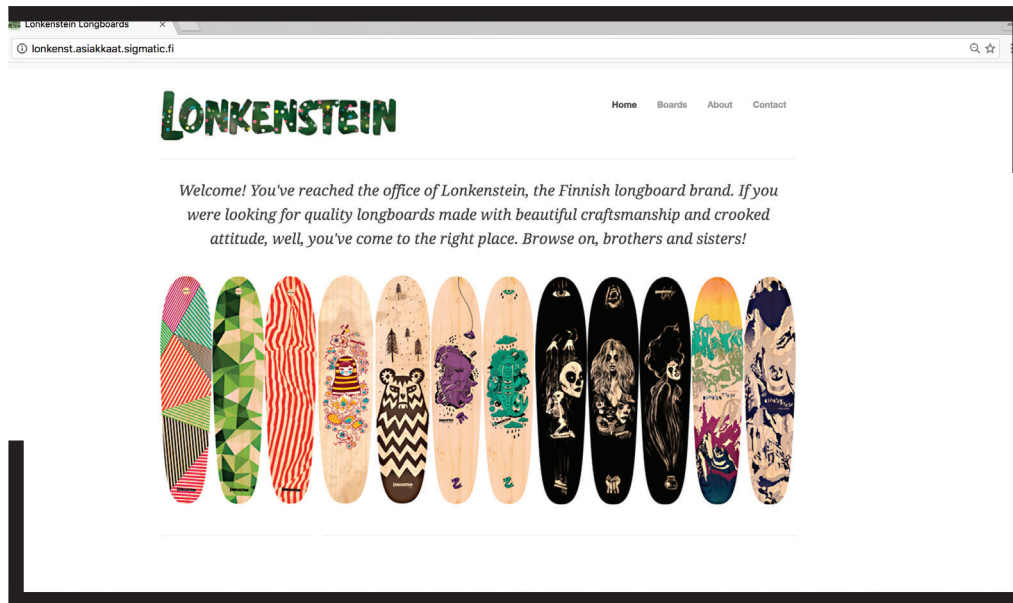 Lonkenstein Longboards
lonkenst.asiakkaat.sigmatic.fi
LONKENSTEIN
Home Boards About Contact
Welcome! You've reached the office of Lonkenstein, the Finnish longboard brand. If you
were looking for quality longboards made with beautiful craftsmanship and crooked
attitude, well, you've come to the right place. Browse on, brothers and sisters!